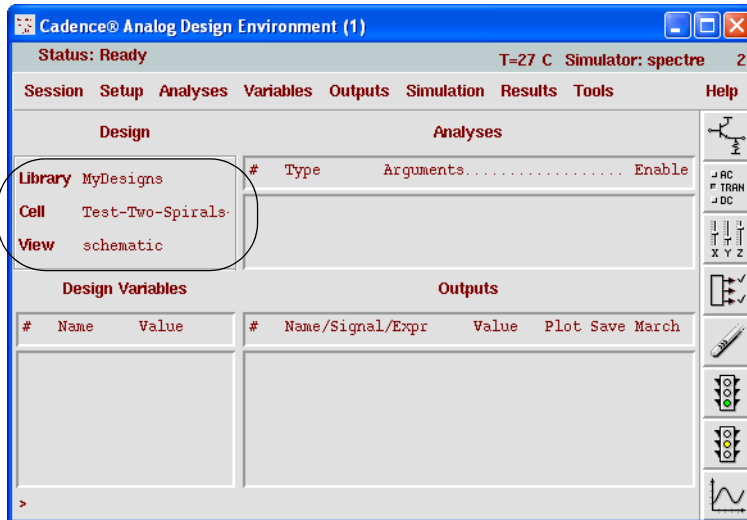 Cadence® Analog Design Environment (1)
Status: Ready T=27 C Simulator: spectre 2
Session Setup Analyses Variables Outputs Simulation Results Tools Help
Design
Library MyDesigns
Cell Test-Two-Spirals-
View schematic
Analyses
# Type Arguments................... Enable
Design Variables
# Name Value
Outputs
# Name/Signal/Expr Value Plot Save March
AC
TRAN
DC
X Y Z
>